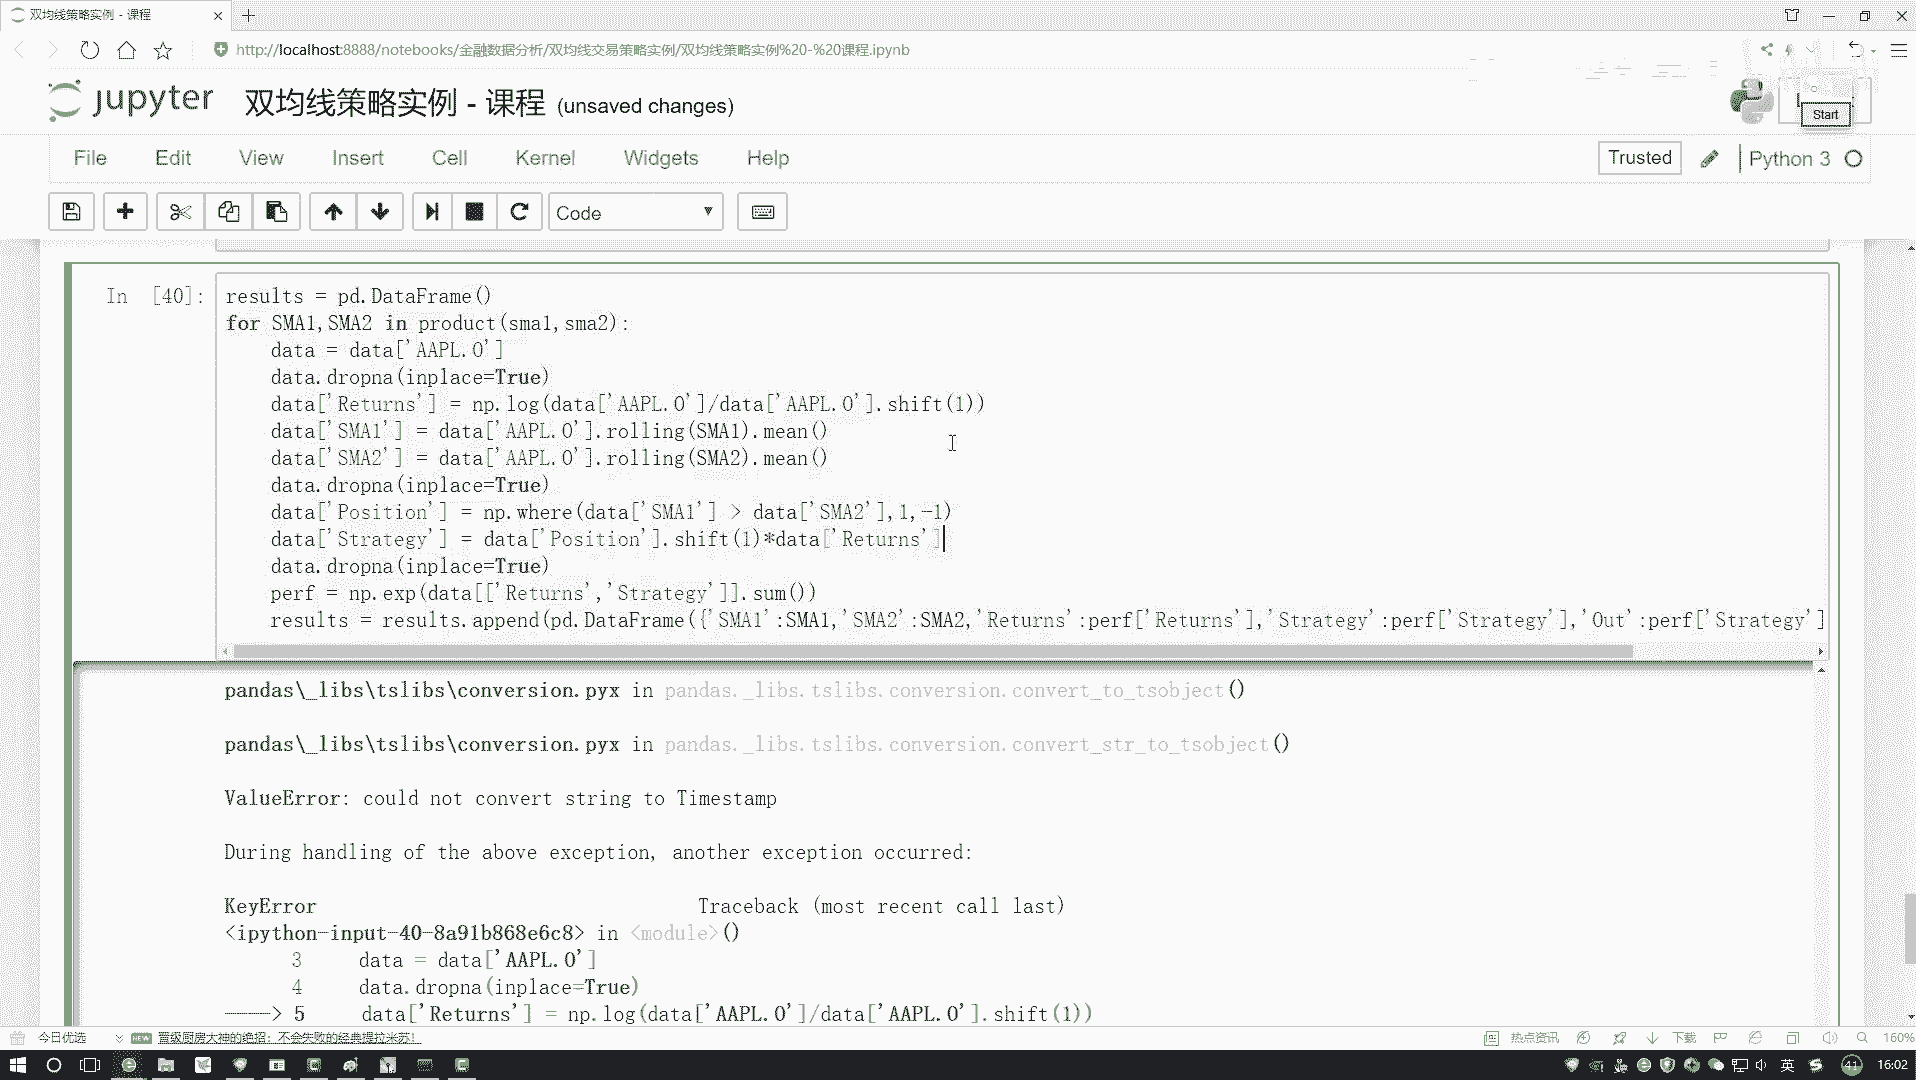 双均线策略实例 - 课程
http://localhost:8888/notebooks/金融数据分析/双均线交易策略实例/双均线策略实例%20-%20课程.ipynb
jupyter 双均线策略实例 - 课程 (unsaved changes)
Start
File Edit View Insert Cell Kernel Widgets Help
Trusted Python 3
Code
In [40]:
results = pd.DataFrame()
for SMA1,SMA2 in product(sma1,sma2):
    data = data['AAPL.O']
    data.dropna(inplace=True)
    data['Returns'] = np.log(data['AAPL.O']/data['AAPL.O'].shift(1))
    data['SMA1'] = data['AAPL.O'].rolling(SMA1).mean()
    data['SMA2'] = data['AAPL.O'].rolling(SMA2).mean()
    data.dropna(inplace=True)
    data['Position'] = np.where(data['SMA1'] > data['SMA2'],1,-1)
    data['Strategy'] = data['Position'].shift(1)*data['Returns']
    data.dropna(inplace=True)
    perf = np.exp(data[['Returns','Strategy']].sum())
    results = results.append(pd.DataFrame({'SMA1':SMA1,'SMA2':SMA2,'Returns':perf['Returns'],'Strategy':perf['Strategy'],'Out':perf['Strategy']
pandas\_libs\tslibs\conversion.pyx in pandas._libs.tslibs.conversion.convert_to_tsobject()
pandas\_libs\tslibs\conversion.pyx in pandas._libs.tslibs.conversion.convert_str_to_tsobject()
ValueError: could not convert string to Timestamp
During handling of the above exception, another exception occurred:
KeyError Traceback (most recent call last)
<ipython-input-40-8a91b868e6c8> in <module>()
3 data = data['AAPL.O']
4 data.dropna(inplace=True)
----> 5 data['Returns'] = np.log(data['AAPL.O']/data['AAPL.O'].shift(1))
今日优选 NEW 晋级厨房大神的绝招：不会失败的经典提拉米苏！ 热点资讯 下载 160%
英 41 16:02